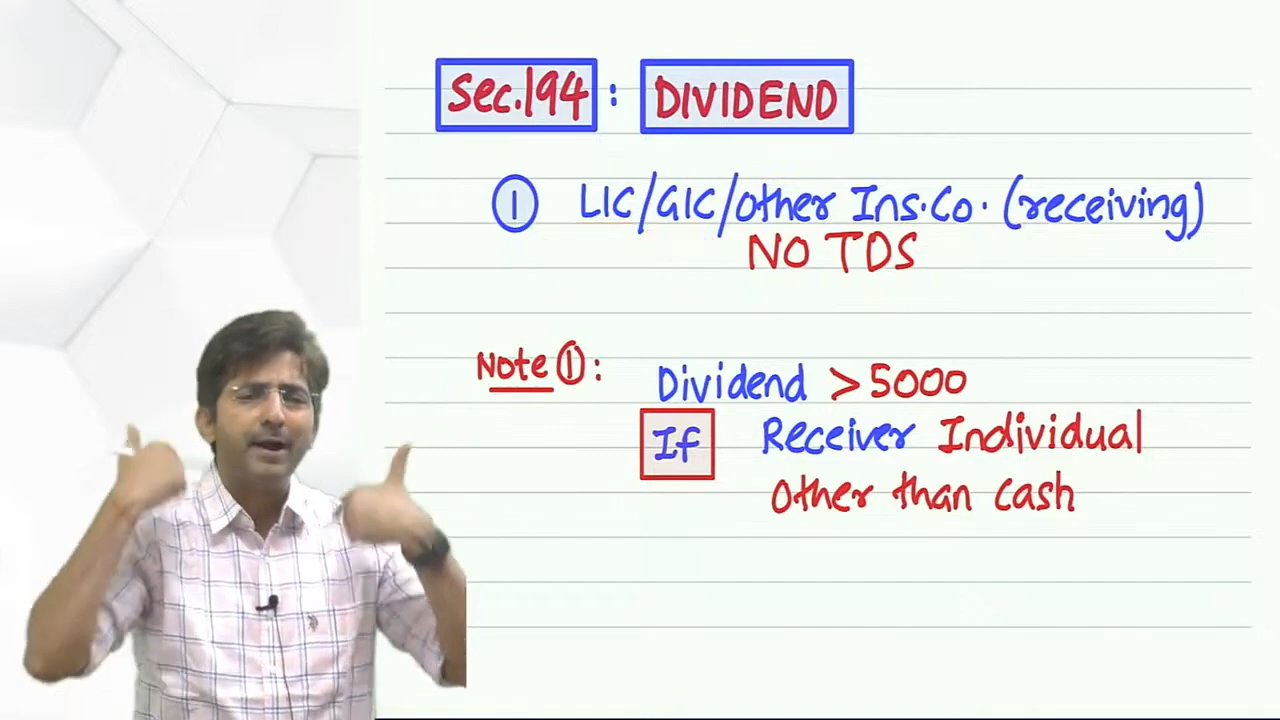 Sec.194 : DIVIDEND
① LIC/GIC/other Ins.Co. (receiving)
NO TDS
Note ①: Dividend > 5000
If Receiver Individual
Other than cash